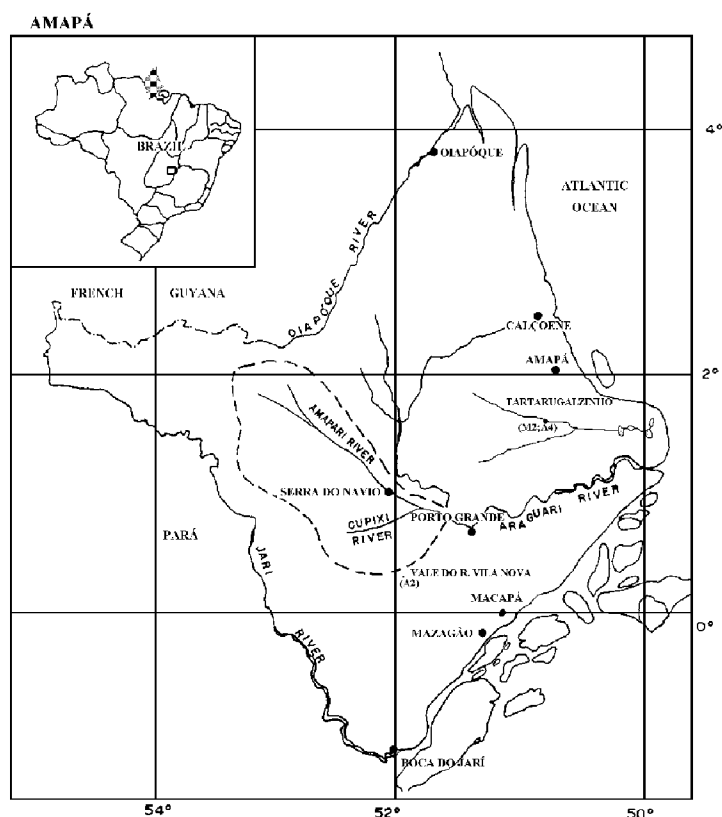 AMAPÁ
BRAZIL
4°
OIAPÓQUE
ATLANTIC
OCEAN
OIAPÓQUE RIVER
FRENCH GUYANA
CALÇOENE
AMAPÁ
2°
TARTARUGALZINHO
(M2;A4)
AMAPARI RIVER
SERRA DO NAVIO
PORTO GRANDE
ARAGUARI RIVER
CUPIXI
RIVER
PARÁ
JARI RIVER
VALE DO R. VILA NOVA
(A2)
MACAPÁ
0°
MAZAGÃO
BOCA DO JARÍ
54°
52°
50°